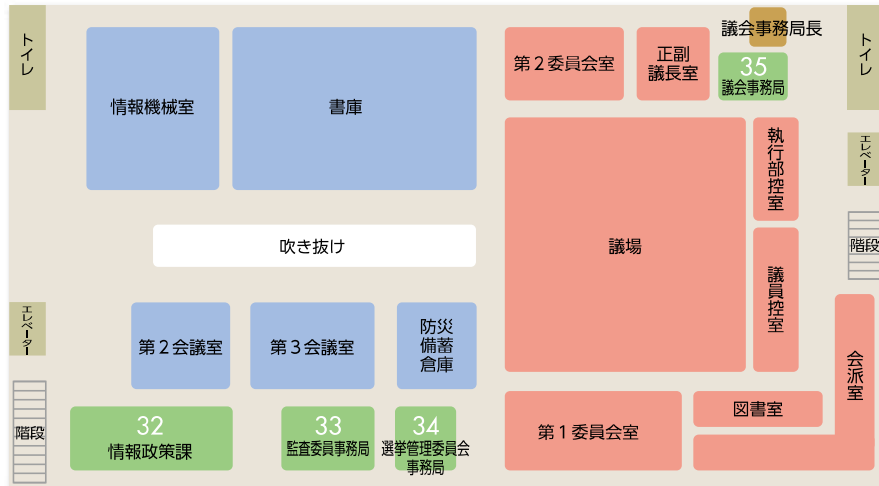 トイレ
情報機械室
書庫
第2委員会室
正副
議長室
議会事務局長
35
議会事務局
トイレ
執行部控室
エレベーター
吹き抜け
議場
階段
議員控室
エレベーター
第2会議室
第3会議室
防災
備蓄
倉庫
会派室
32
情報政策課
33
監査委員事務局
34
選挙管理委員会
事務局
階段
第1委員会室
図書室